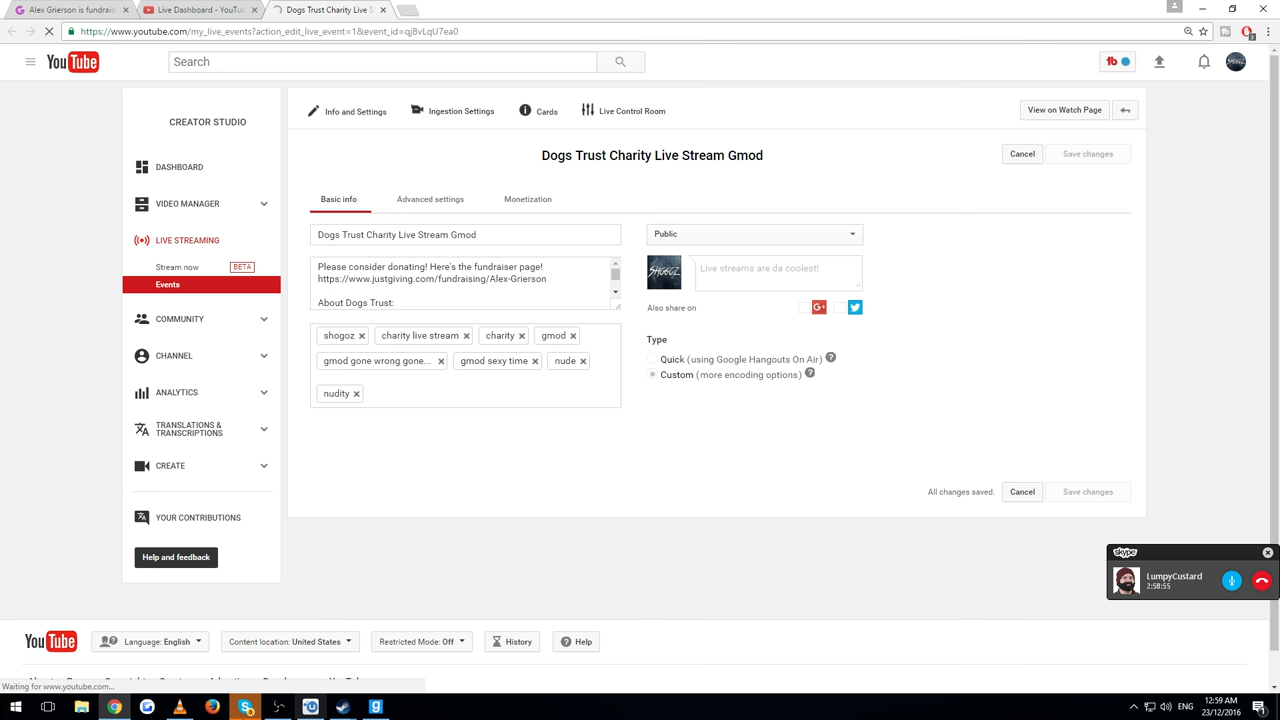 Alex Grierson is fundrais
Live Dashboard - YouTu
Dogs Trust Charity Live S
https://www.youtube.com/my_live_events?action_edit_live_event=1&event_id=qjBvLqU7ea0
YouTube
Search
tb
SHOGOZ
CREATOR STUDIO
DASHBOARD
VIDEO MANAGER
LIVE STREAMING
Stream now BETA
Events
COMMUNITY
CHANNEL
ANALYTICS
TRANSLATIONS &
TRANSCRIPTIONS
CREATE
YOUR CONTRIBUTIONS
Help and feedback
Info and Settings Ingestion Settings Cards Live Control Room View on Watch Page
Dogs Trust Charity Live Stream Gmod Cancel Save changes
Basic info Advanced settings Monetization
Dogs Trust Charity Live Stream Gmod
Please consider donating! Here's the fundraiser page!
https://www.justgiving.com/fundraising/Alex-Grierson
About Dogs Trust:
shogoz charity live stream charity gmod
gmod gone wrong gone... gmod sexy time nude
nudity
Public
SHOGOZ
Live streams are da coolest!
Also share on G+
Type
Quick (using Google Hangouts On Air) ?
Custom (more encoding options) ?
All changes saved. Cancel Save changes
skype
LumpyCustard
2:58:55
YouTube Language: English Content location: United States Restricted Mode: Off History Help
Waiting for www.youtube.com...
ENG
12:59 AM
23/12/2016